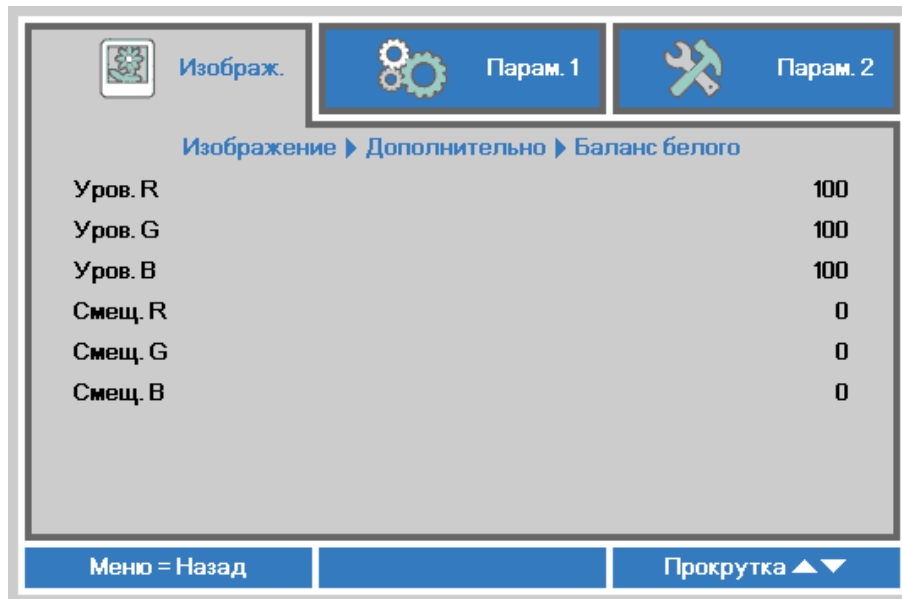 Изображ. Парам. 1 Парам. 2
Изображение ▶ Дополнительно ▶ Баланс белого
Уров. R 100
Уров. G 100
Уров. B 100
Смещ. R 0
Смещ. G 0
Смещ. B 0
Меню = Назад Прокрутка ▲▼